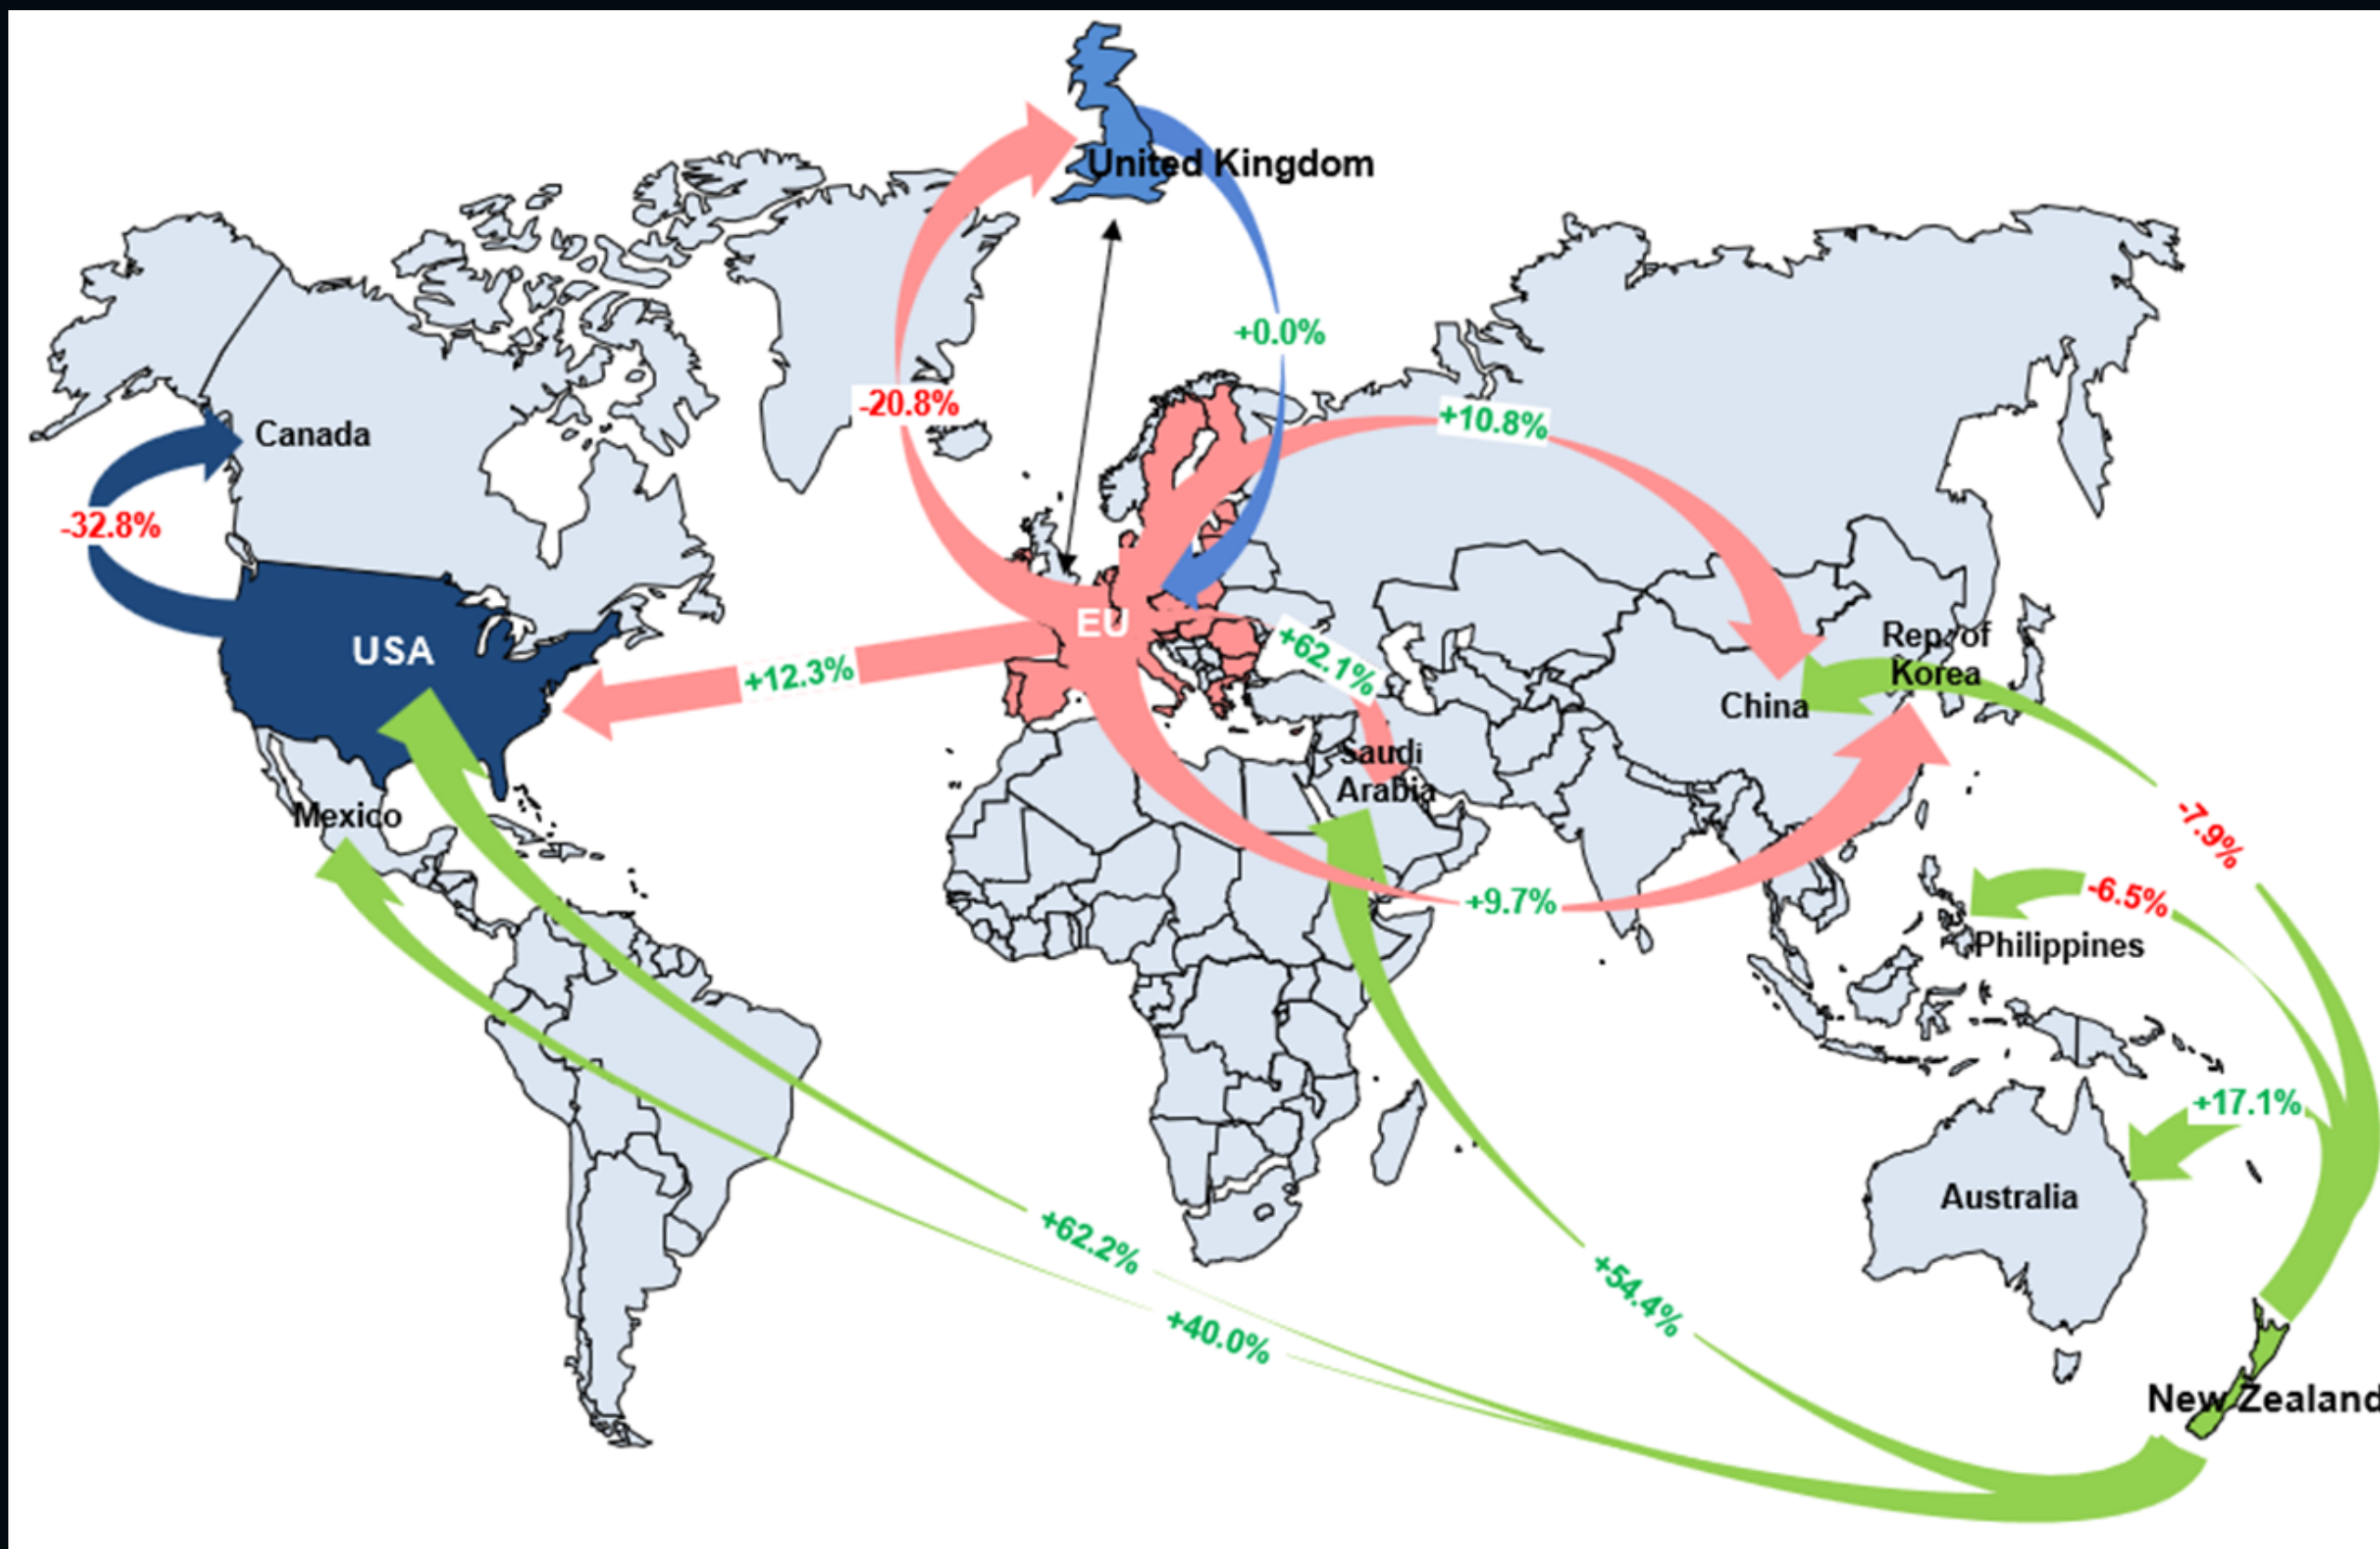 United Kingdom
+0.0%
-20.8%
+10.8%
Canada
-32.8%
EU
USA
+12.3%
+62.1%
Rep. of
Korea
China
Saudi
Arabia
Mexico
-7.9%
+9.7%
-6.5%
Philippines
+17.1%
Australia
+62.2%
+54.4%
+40.0%
New Zealand